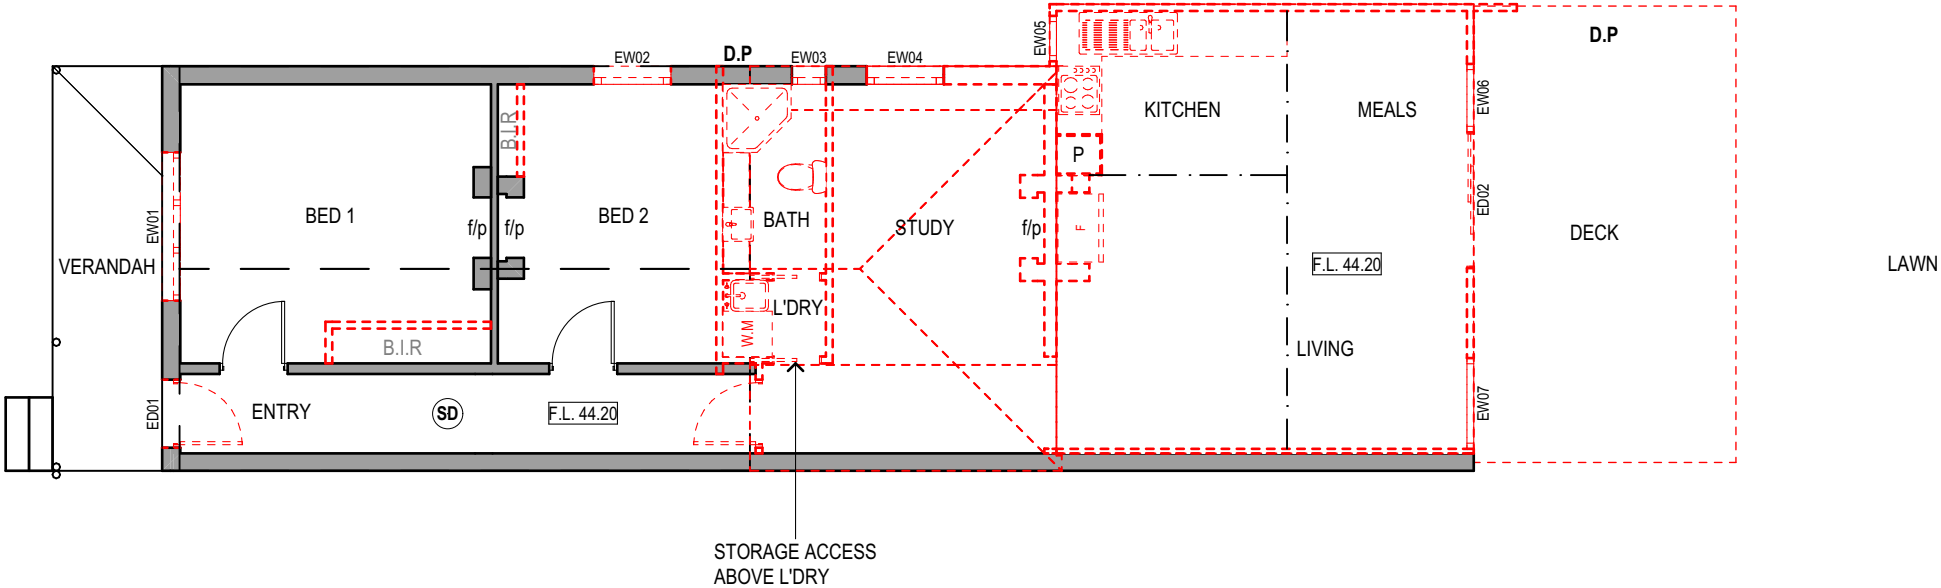 D.P
D.P
EW05
EW02
EW03
EW04
EW06
KITCHEN
MEALS
B.I.R
P
BED 1
BED 2
BATH
STUDY
f/p
f/p
f/p
F
ED02
DECK
EW01
VERANDAH
F.L. 44.20
LAWN
L'DRY
W.M
B.I.R
LIVING
EW07
ED01
ENTRY
SD
F.L. 44.20
STORAGE ACCESS
ABOVE L'DRY